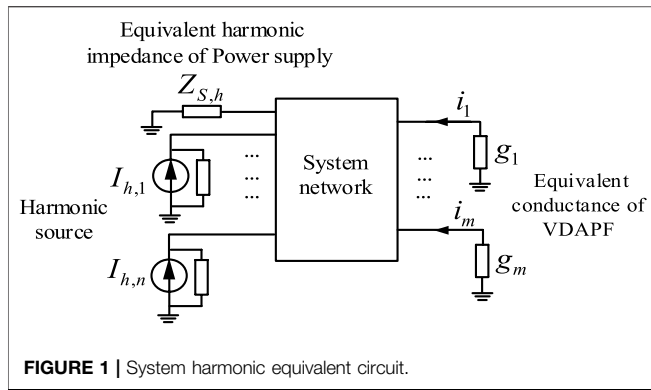 Equivalent harmonic
impedance of Power supply
Z_{S,h}
i_1
...
...
g_1
I_{h,1}
...
System
network
...
Harmonic
source
Equivalent
conductance of
VDAPF
i_m
I_{h,n}
g_m
FIGURE 1 | System harmonic equivalent circuit.